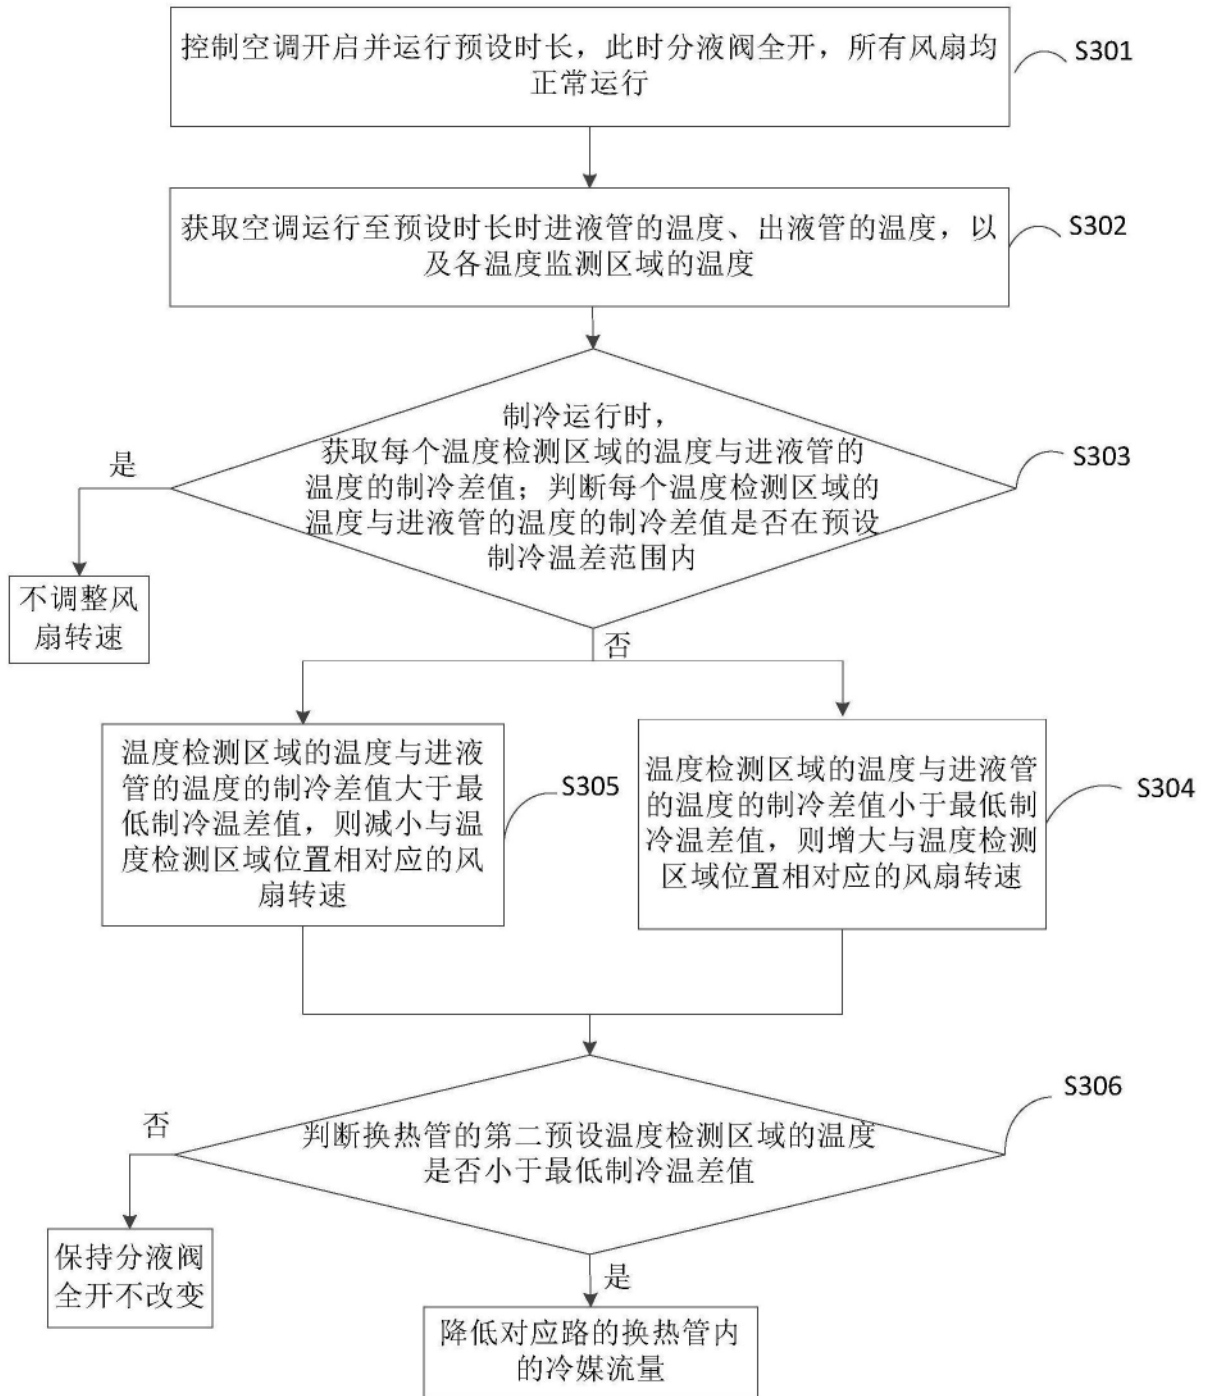 控制空调开启并运行预设时长，此时分液阀全开，所有风扇均
正常运行
S301
获取空调运行至预设时长时进液管的温度、出液管的温度，以
及各温度监测区域的温度
S302
制冷运行时，
获取每个温度检测区域的温度与进液管的
温度的制冷差值；判断每个温度检测区域的
温度与进液管的温度的制冷差值是否在预设
制冷温差范围内
S303
是
不调整风
扇转速
否
温度检测区域的温度与进液
管的温度的制冷差值大于最
低制冷温差值，则减小与温
度检测区域位置相对应的风
扇转速
S305
温度检测区域的温度与进液管
的温度的制冷差值小于最低制
冷温差值，则增大与温度检测
区域位置相对应的风扇转速
S304
判断换热管的第二预设温度检测区域的温度
是否小于最低制冷温差值
S306
否
保持分液阀
全开不改变
是
降低对应路的换热管内
的冷媒流量